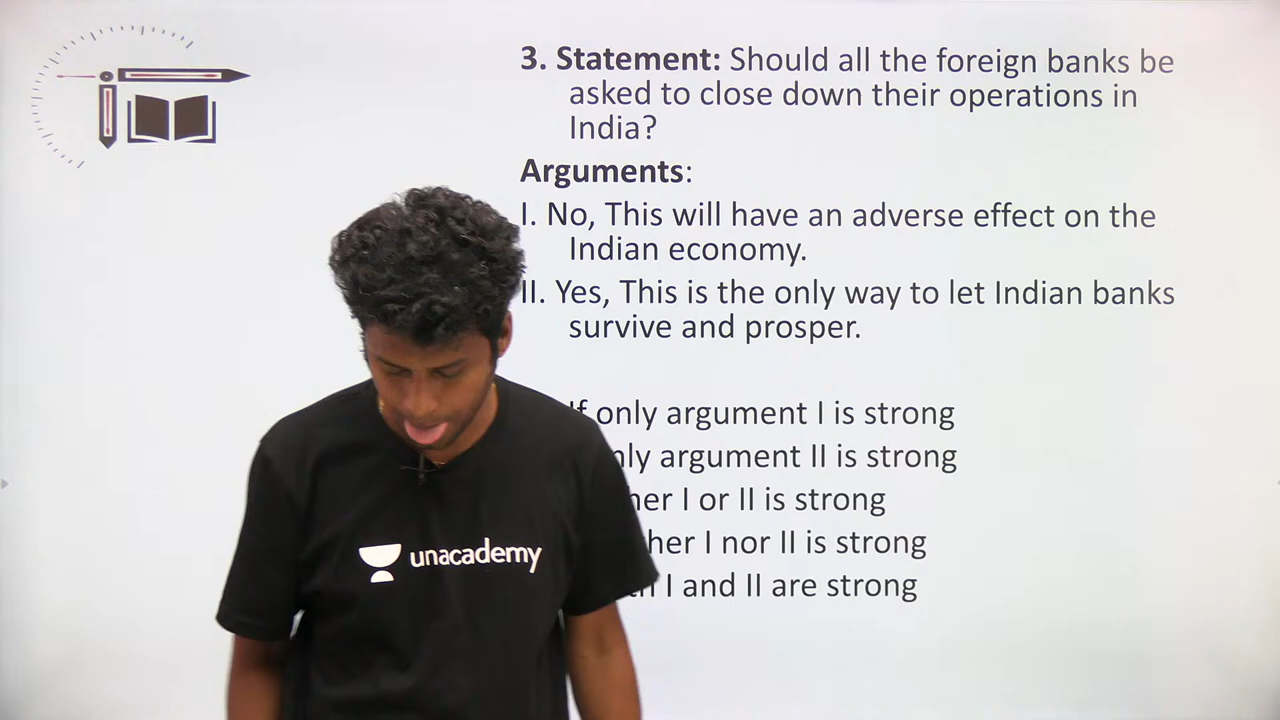 3. Statement: Should all the foreign banks be
asked to close down their operations in
India?
Arguments:
I. No, This will have an adverse effect on the
Indian economy.
II. Yes, This is the only way to let Indian banks
survive and prosper.
If only argument I is strong
only argument II is strong
I or II is strong
I nor II is strong
I and II are strong
unacademy